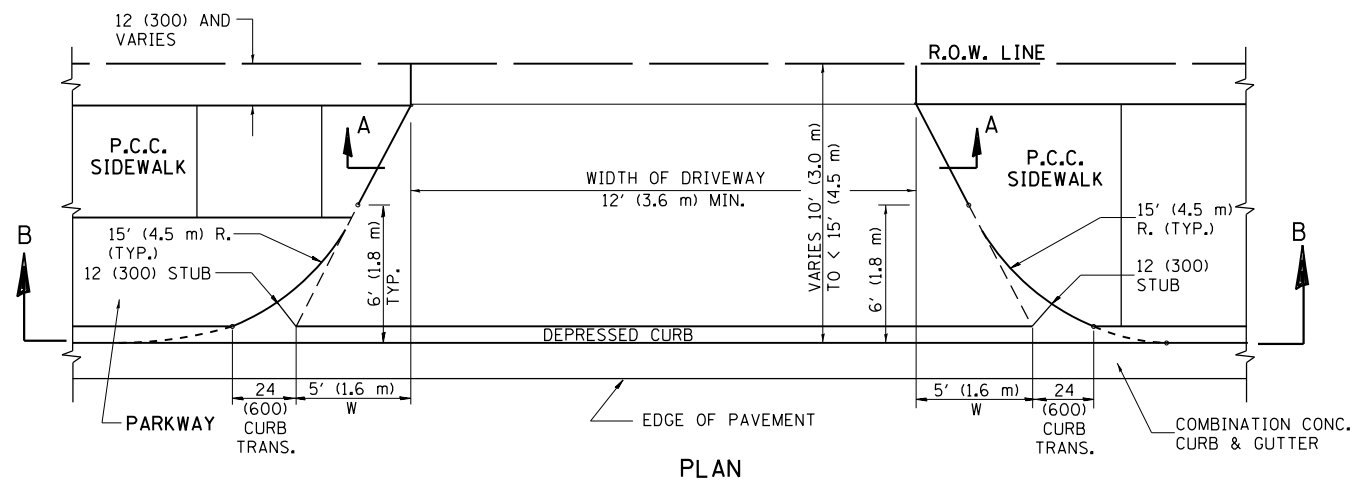 12 (300) AND
VARIES
R.O.W. LINE
A
A
P.C.C.
SIDEWALK
P.C.C.
SIDEWALK
WIDTH OF DRIVEWAY
12' (3.6 m) MIN.
VARIES 10' (3.0 m)
TO < 15' (4.5 m)
B
15' (4.5 m) R.
(TYP.)
12 (300) STUB
6' (1.8 m)
TYP.
6' (1.8 m)
15' (4.5 m)
R. (TYP.)
12 (300)
STUB
B
DEPRESSED CURB
24
(600)
CURB
TRANS.
5' (1.6 m)
W
5' (1.6 m)
W
24
(600)
CURB
TRANS.
PARKWAY
EDGE OF PAVEMENT
COMBINATION CONC.
CURB & GUTTER
PLAN